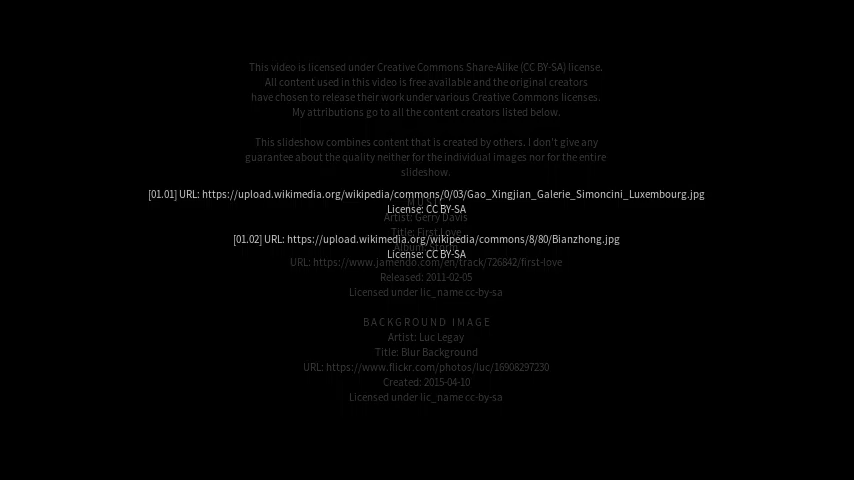 This video is licensed under Creative Commons Share-Alike (CC BY-SA) license.
All content used in this video is free available and the original creators
have chosen to release their work under various Creative Commons licenses.
My attributions go to all the content creators listed below.
This slideshow combines content that is created by others. I don't give any
guarantee about the quality neither for the individual images nor for the entire
slideshow.
[01.01] URL: https://upload.wikimedia.org/wikipedia/commons/0/03/Gao_Xingjian_Galerie_Simoncini_Luxembourg.jpg
MUSIC
License: CC BY-SA
Artist: Gerry Davis
Title: First Love
[01.02] URL: https://upload.wikimedia.org/wikipedia/commons/8/80/Bianzhong.jpg
License: CC BY-SA
URL: https://www.jamendo.com/en/track/726842/first-love
Released: 2011-02-05
Licensed under lic_name cc-by-sa
BACKGROUND IMAGE
Artist: Luc Legay
Title: Blur Background
URL: https://www.flickr.com/photos/luc/16908297230
Created: 2015-04-10
Licensed under lic_name cc-by-sa